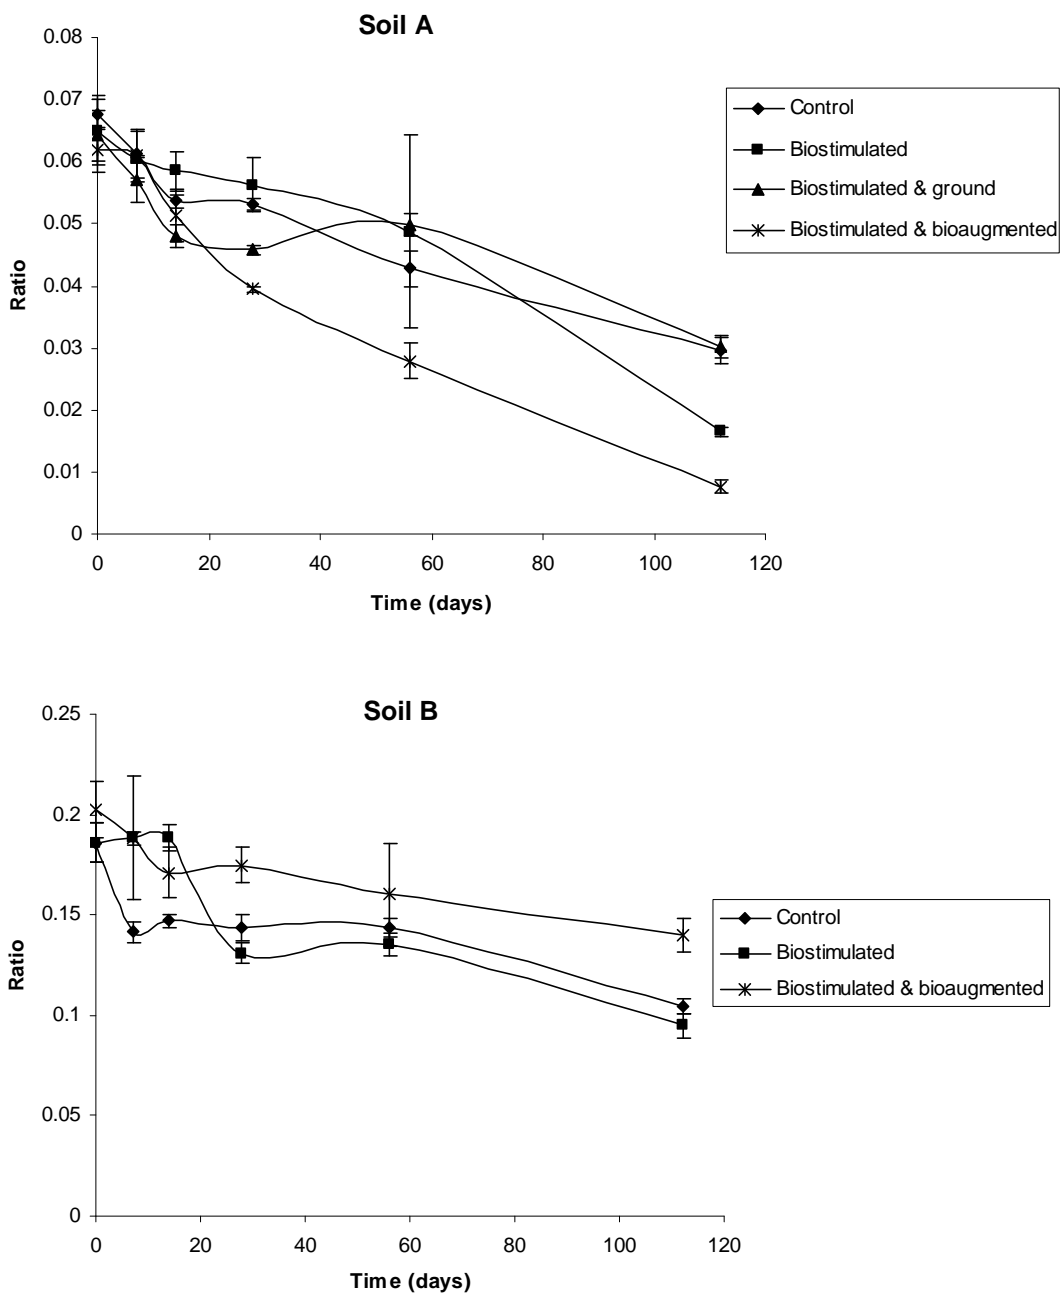 Soil A
0.08
0.07
0.06
0.05
0.04
0.03
0.02
0.01
0
Ratio
0 20 40 60 80 100 120
Time (days)
Control
Biostimulated
Biostimulated & ground
Biostimulated & bioaugmented
Soil B
0.25
0.2
0.15
0.1
0.05
0
Ratio
0 20 40 60 80 100 120
Time (days)
Control
Biostimulated
Biostimulated & bioaugmented